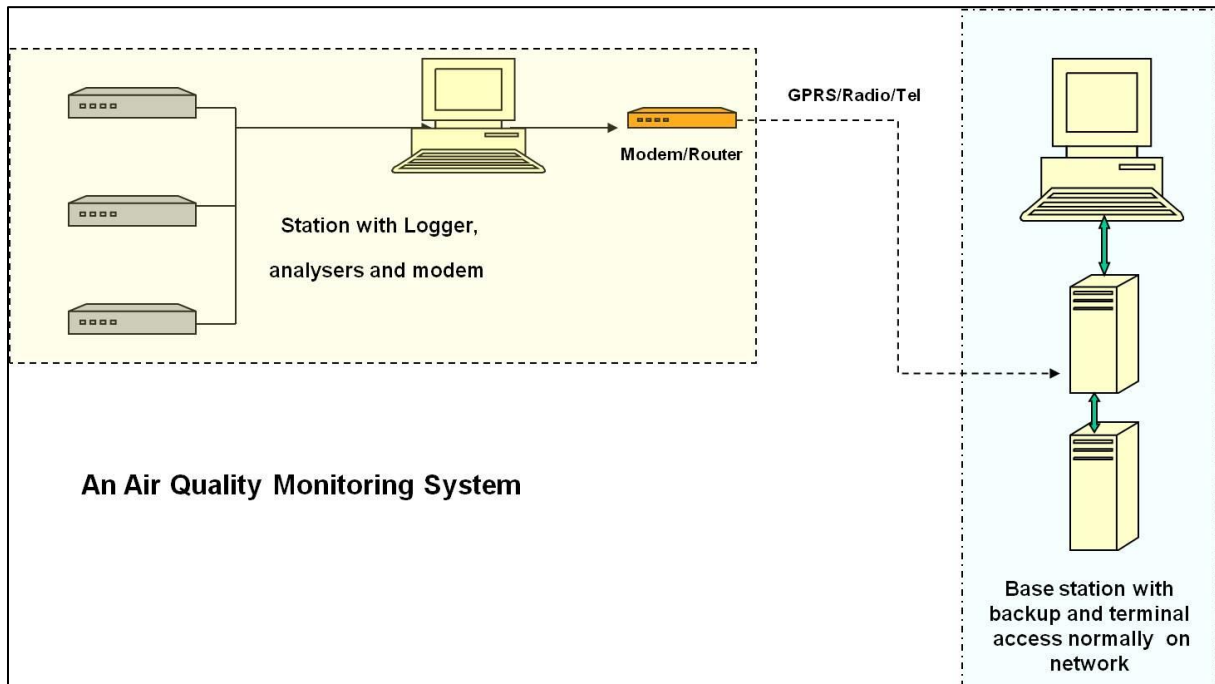 GPRS/Radio/Tel
Modem/Router
Station with Logger,
analysers and modem
An Air Quality Monitoring System
Base station with
backup and terminal
access normally on
network